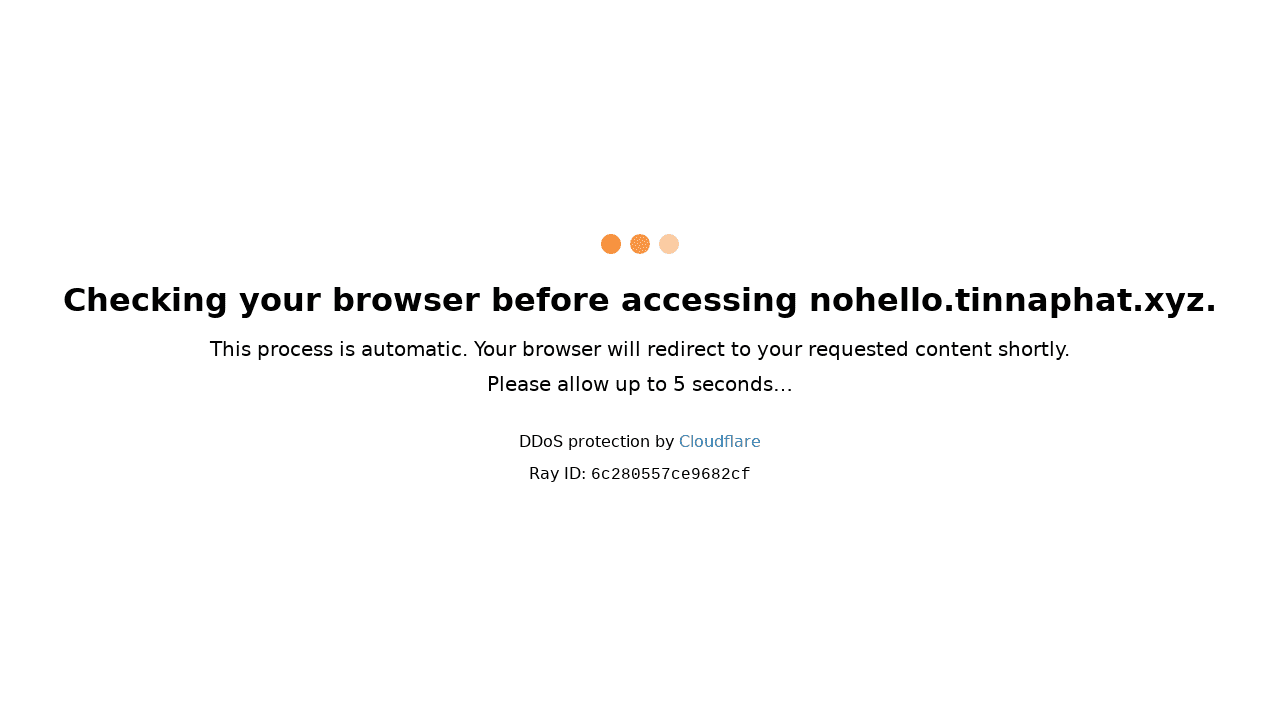 Checking your browser before accessing nohello.tinnaphat.xyz.
This process is automatic. Your browser will redirect to your requested content shortly.
Please allow up to 5 seconds…
DDoS protection by Cloudflare
Ray ID: 6c280557ce9682cf